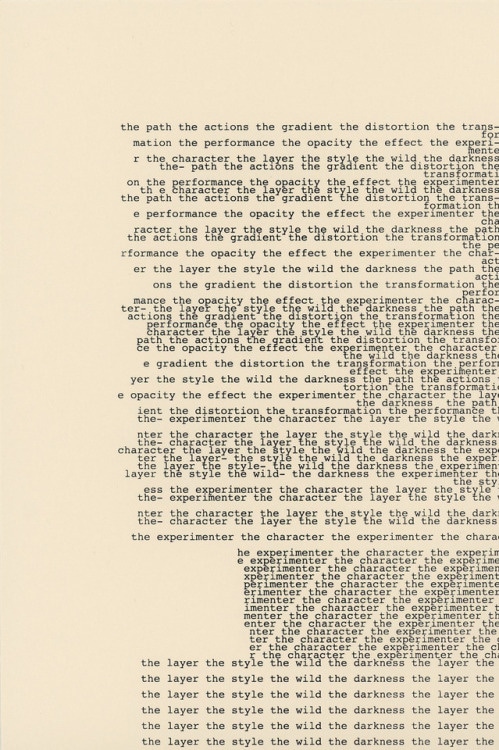 the path the actions the gradient the distortion the trans-
for
mation the performance the opacity the effect the experi-
mente
r the character the layer the style the wild the darkness
the- path the actions the gradient the distortion the
transformati
on the performance the opacity the effect the experimenter
th e character the layer the style the wild the darkness
the path the actions the gradient the distortion the trans-
formation th
e performance the opacity the effect the experimenter the
cha
racter the layer the style the wild the darkness the path
the actions the gradient the distortion the transformation
the pe
rformance the opacity the effect the experimenter the char-
act
er the layer the style the wild the darkness the path the
acti
ons the gradient the distortion the transformation the
perfor
mance the opacity the effect the experimenter the charac-
ter- the layer the style the wild the darkness the path the
actions the gradient the distortion the transformation the
performance the opacity the effect the experimenter the
character the layer the style the wild the darkness the
path the actions the gradient the distortion the transfo
ce the opacity the effect the experimenter the character
the wild the darkness the
e gradient the distortion the transformation the perfor
effect the experimenter
yer the style the wild the darkness the path the actions
tortion the transformatio
e opacity the effect the experimenter the character the laye
the darkness the path
ient the distortion the transformation the performance t
the- experimenter the character the layer the style the w
nter the character the layer the style the wild the dark
the- character the layer the style the wild the darkness
character the layer the style the wild the darkness the exp
ter the layer- the style the wild the darkness the experi
the layer the style- the wild the darkness the experimen
layer the style the wild- the darkness the experimenter the
the sty
ess the experimenter the character the layer the style
the- experimenter the character the layer the style the w
nter the character the layer the style the wild the dark
the- character the layer the style the wild the darkness
the experimenter the character the experimenter the chara
he experimenter the character the experim
e experimenter the character the experime
experimenter the character the experimen
xperimenter the character the experiment
perimenter the character the experimente
erimenter the character the experimenter
rimenter the character the experimenter
imenter the character the experimenter t
menter the character the experimenter th
enter the character the experimenter the
nter the character the experimenter the
ter the character the experimenter the c
er the character the experimenter the ch
r the character the experimenter the cha
the layer the style the wild the darkness the layer the
the layer the style the wild the darkness the layer the
the layer the style the wild the darkness the layer the
the layer the style the wild the darkness the layer the
the layer the style the wild the darkness the layer the
the layer the style the wild the darkness the layer the